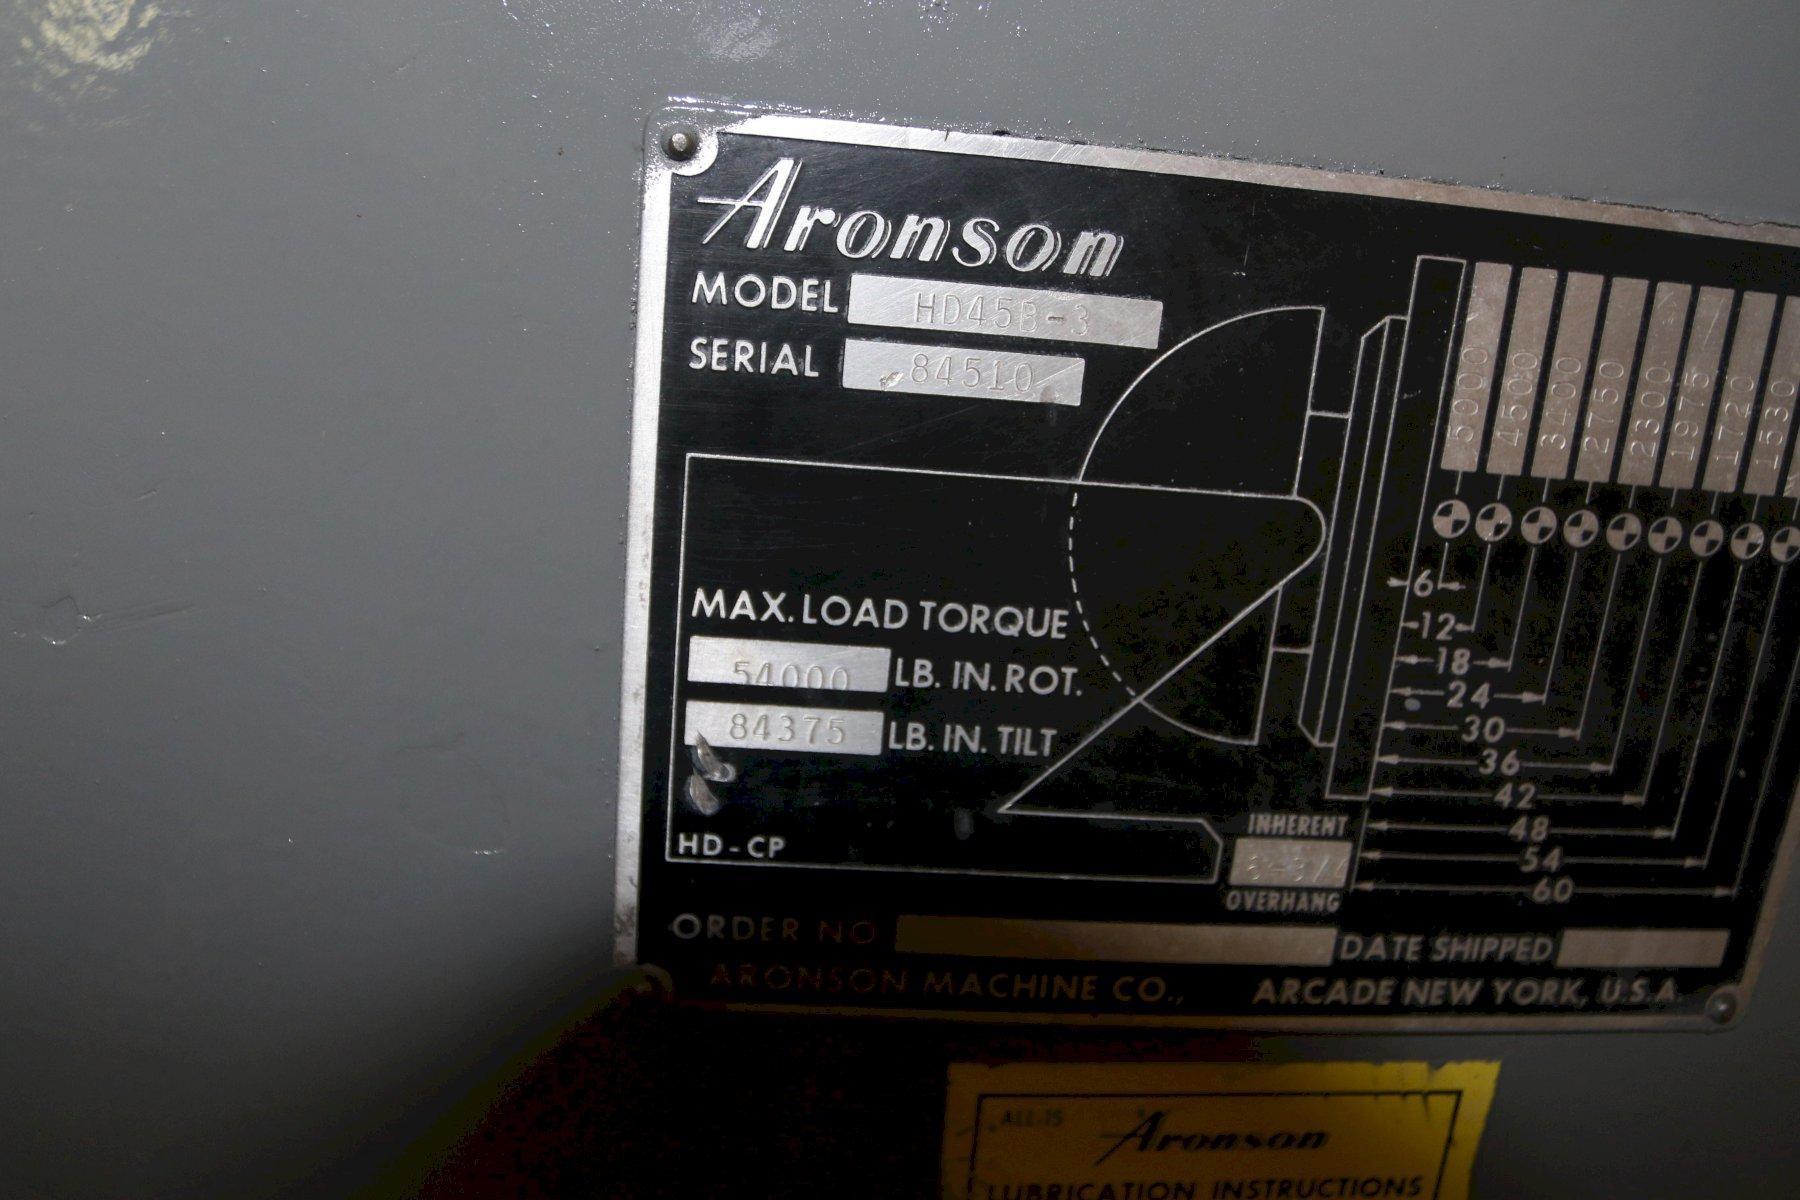 Aronson
MODEL HD45B-3
SERIAL 84510
5000
4500
3400
2750
2300
1975
1720
1530
6
12
18
24
30
36
42
48
54
60
MAX. LOAD TORQUE
54000 LB. IN. ROT.
84375 LB. IN. TILT
HD-CP
INHERENT
OVERHANG
ORDER NO DATE SHIPPED
ARONSON MACHINE CO., ARCADE NEW YORK, U.S.A.
Aronson
LUBRICATION INSTRUCTIONS